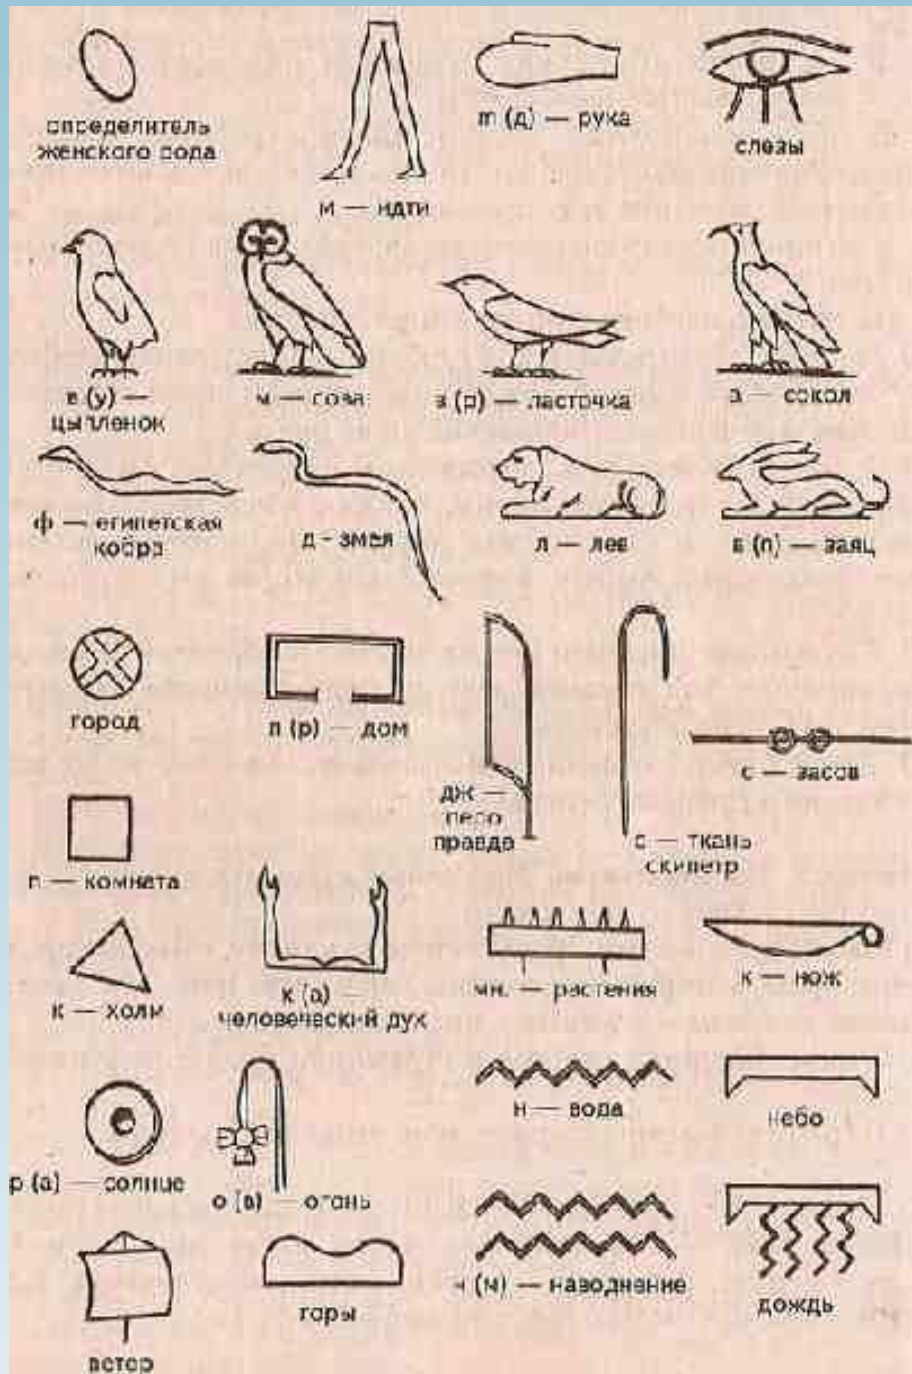 определитель
женского рода
м — идти
т (д) — рука
слезы
в (у) —
цыпленок
м — сова
в (р) — ласточка
а — сокол
ф — египетская
кобра
д - змея
л — лев
в (п) — заяц
город
п (р) — дом
дж —
перо
правда
с — ткань
скипетр
с — засов
п — комната
к — холм
к (а) —
человеческий дух
мн. — растения
к — нож
р (а) — солнце
о (в) — огонь
н — вода
небо
ветер
горы
(м) — наводнение
дождь